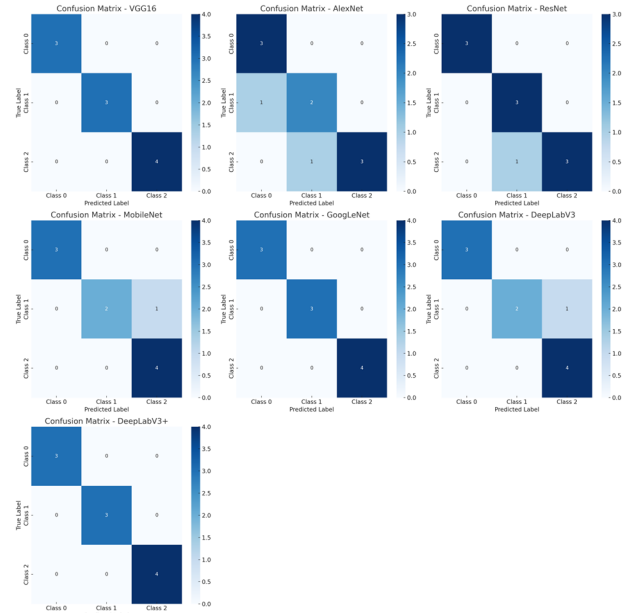 Confusion Matrix - VGG16
Class 0 3 0 0
True Label
Class 1 0 3 0
Class 2 0 0 4
Class 0 Class 1 Class 2
Predicted Label
4.0
3.5
3.0
2.5
2.0
1.5
1.0
0.5
0.0
Confusion Matrix - AlexNet
Class 0 3 0 0
True Label
Class 1 1 2 0
Class 2 0 1 3
Class 0 Class 1 Class 2
Predicted Label
3.0
2.5
2.0
1.5
1.0
0.5
0.0
Confusion Matrix - ResNet
Class 0 3 0 0
True Label
Class 1 0 3 0
Class 2 0 1 3
Class 0 Class 1 Class 2
Predicted Label
3.0
2.5
2.0
1.5
1.0
0.5
0.0
Confusion Matrix - MobileNet
Class 0 3 0 0
True Label
Class 1 0 2 1
Class 2 0 0 4
Class 0 Class 1 Class 2
Predicted Label
4.0
3.5
3.0
2.5
2.0
1.5
1.0
0.5
0.0
Confusion Matrix - GoogLeNet
Class 0 3 0 0
True Label
Class 1 0 3 0
Class 2 0 0 4
Class 0 Class 1 Class 2
Predicted Label
4.0
3.5
3.0
2.5
2.0
1.5
1.0
0.5
0.0
Confusion Matrix - DeepLabV3
Class 0 3 0 0
True Label
Class 1 0 2 1
Class 2 0 0 4
Class 0 Class 1 Class 2
Predicted Label
4.0
3.5
3.0
2.5
2.0
1.5
1.0
0.5
0.0
Confusion Matrix - DeepLabV3+
Class 0 3 0 0
True Label
Class 1 0 3 0
Class 2 0 0 4
Class 0 Class 1 Class 2
4.0
3.5
3.0
2.5
2.0
1.5
1.0
0.5
0.0